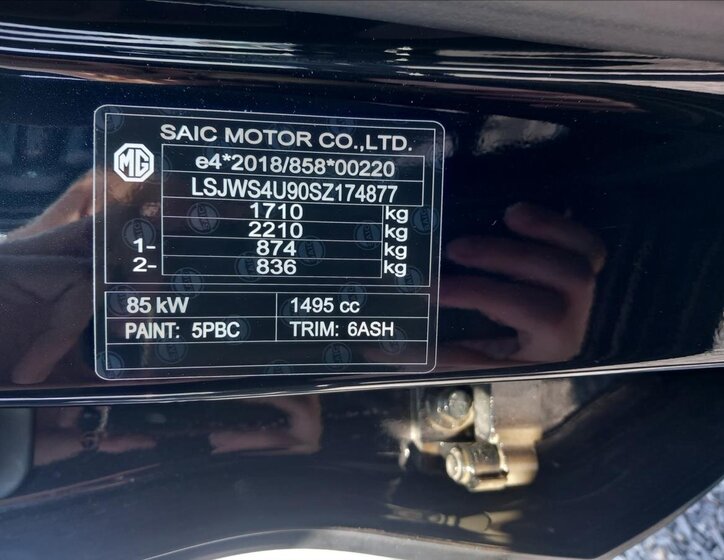 SAIC MOTOR CO.,LTD.
MG
e4*2018/858*00220
LSJWS4U90SZ174877
1710 kg
2210 kg
1- 874 kg
2- 836 kg
85 kW 1495 cc
PAINT: 5PBC TRIM: 6ASH